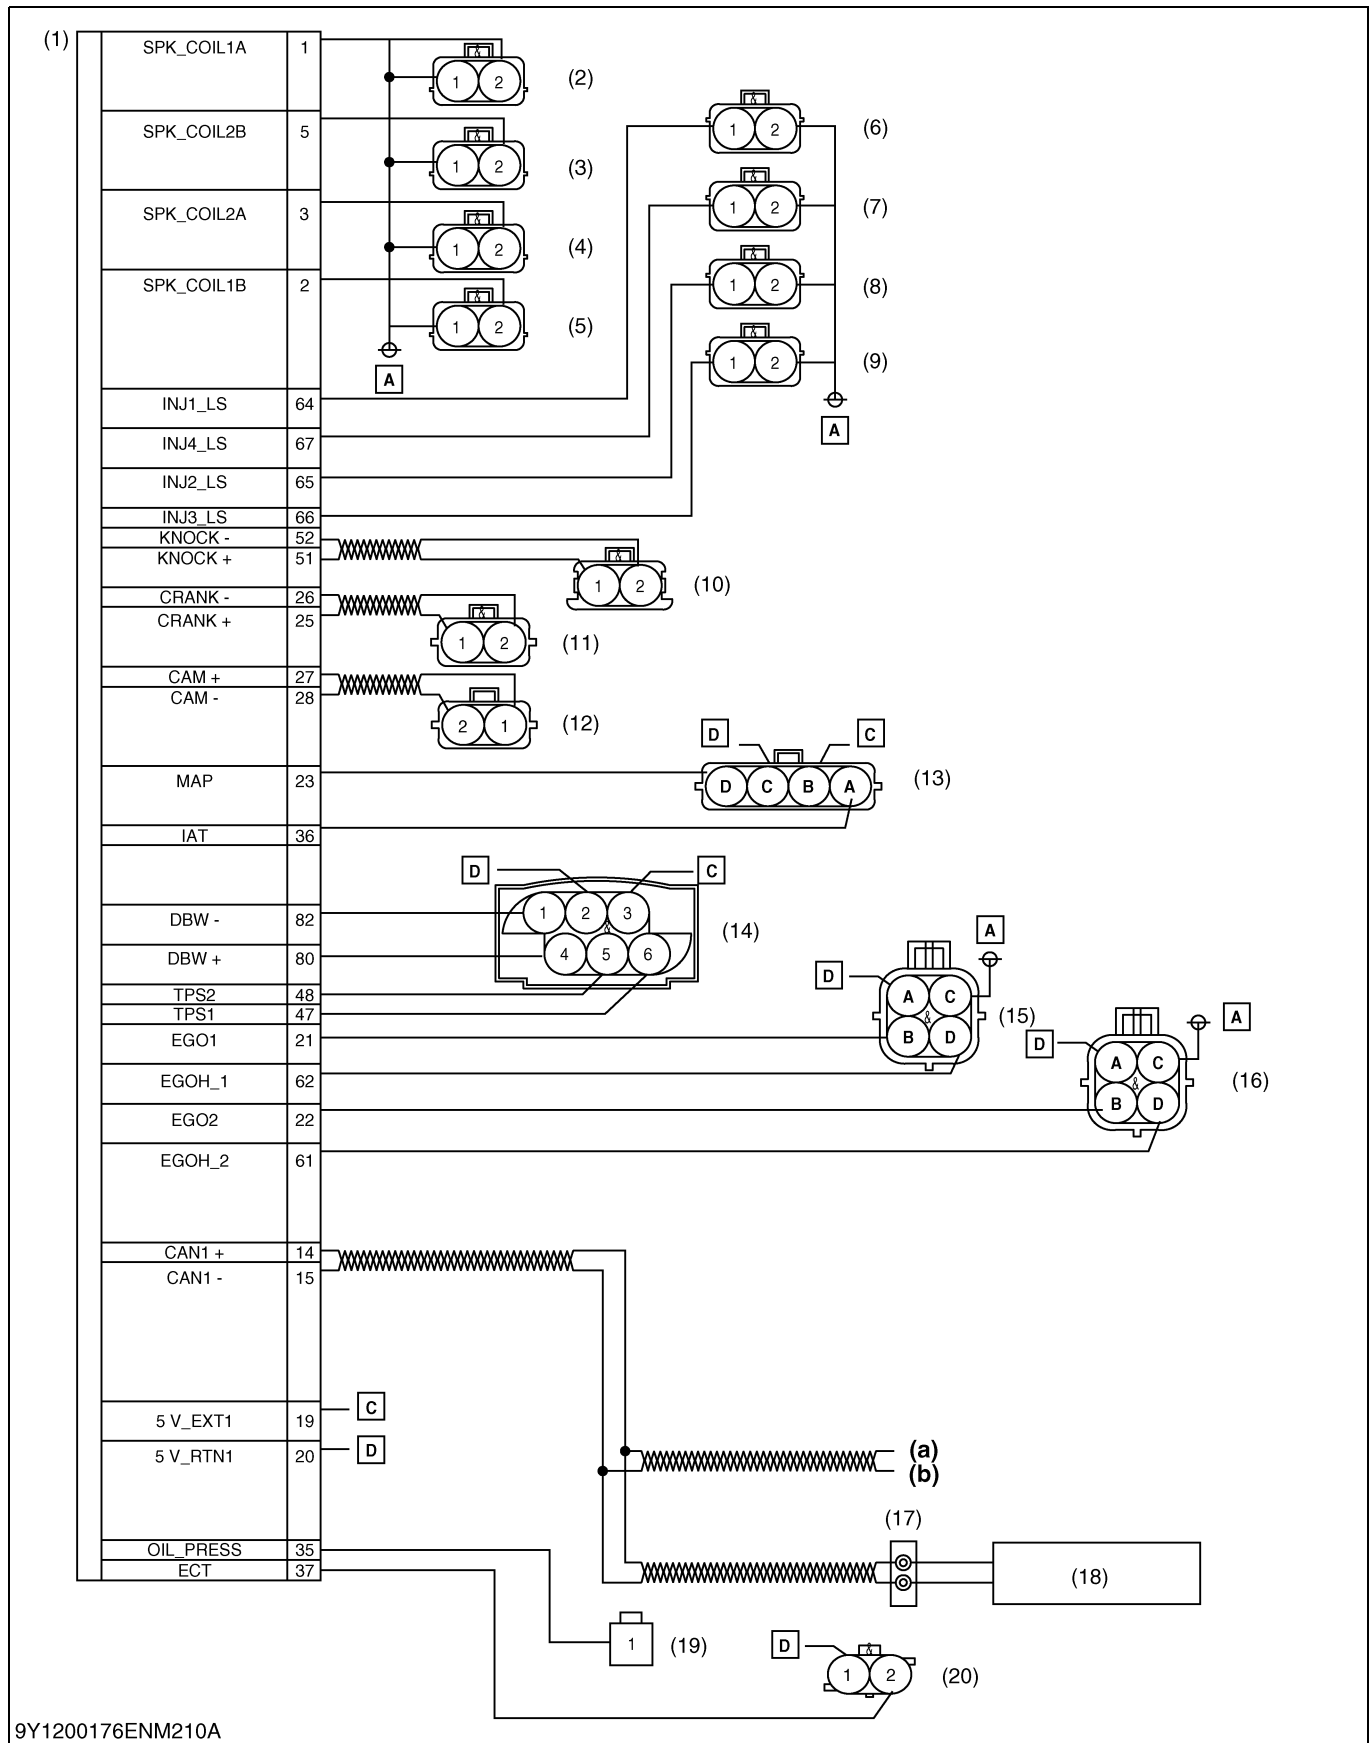 (1)
SPK_COIL1A 1
& 1 2 (2)
SPK_COIL2B 5
& 1 2 (3)
SPK_COIL2A 3
& 1 2 (4)
SPK_COIL1B 2
& 1 2 (5)
A
& 1 2 (6)
& 1 2 (7)
& 1 2 (8)
& 1 2 (9)
A
INJ1_LS 64
INJ4_LS 67
INJ2_LS 65
INJ3_LS 66
KNOCK - 52
KNOCK + 51
& 1 2 (10)
CRANK - 26
CRANK + 25
& 1 2 (11)
CAM + 27
CAM - 28
2 1 (12)
D C
MAP 23
D C B A (13)
IAT 36
D C
DBW - 82
1 2 3
& (14)
DBW + 80
4 5 6
TPS2 48
TPS1 47
A
D
A C
& (15)
B D
EGO1 21
EGOH_1 62
D A
A C
& (16)
B D
EGO2 22
EGOH_2 61
CAN1 + 14
CAN1 - 15
5 V_EXT1 19 C
5 V_RTN1 20 D
(a)
(b)
(17)
OIL_PRESS 35
ECT 37
(18)
1 (19)
D &
1 2 (20)
9Y1200176ENM210A